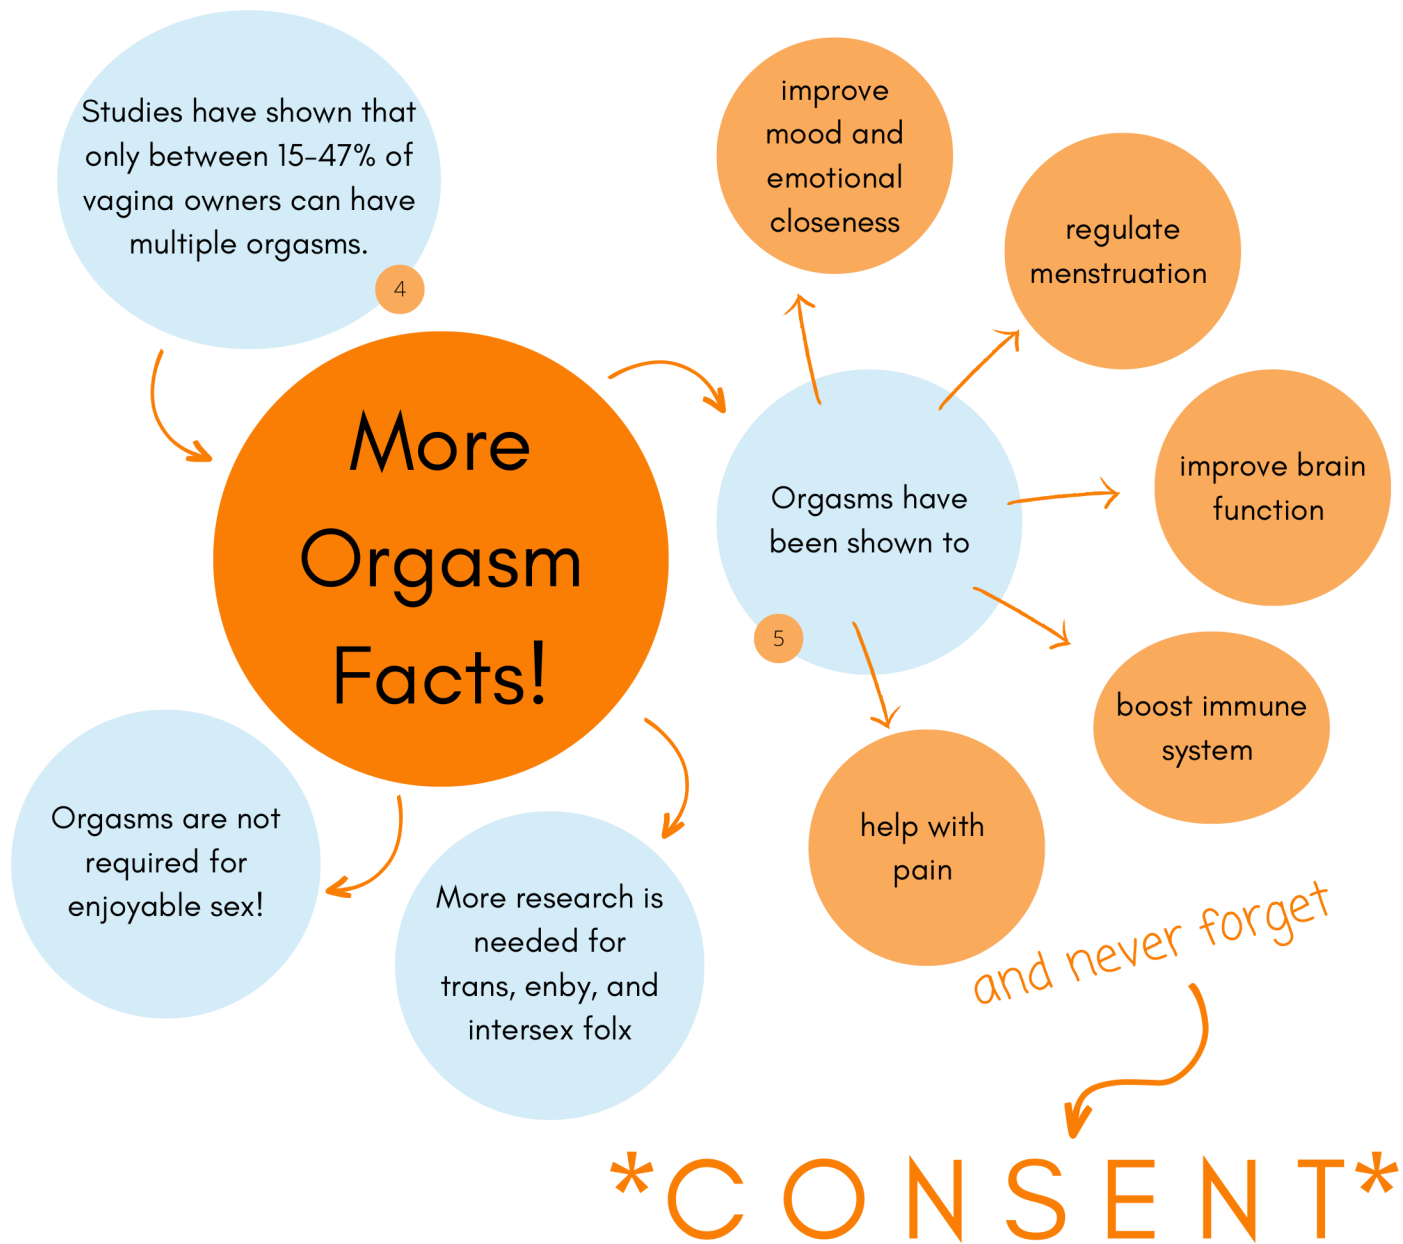 Studies have shown that
only between 15-47% of
vagina owners can have
multiple orgasms.
4
More
Orgasm
Facts!
Orgasms are not
required for
enjoyable sex!
More research is
needed for
trans, enby, and
intersex folx
Orgasms have
been shown to
5
improve
mood and
emotional
closeness
regulate
menstruation
improve brain
function
boost immune
system
help with
pain
and never forget
*CONSENT*